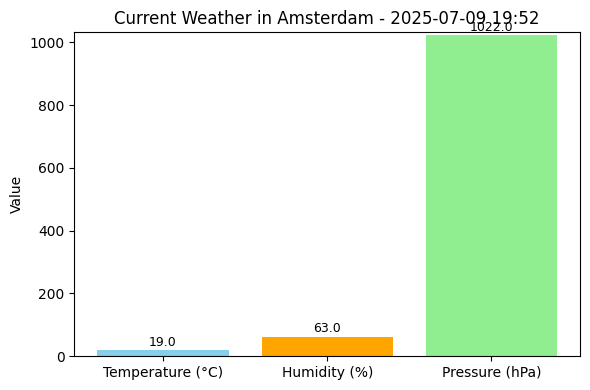 Current Weather in Amsterdam - 2025-07-09 19:52
1022.0
1000
800
600
400
200
0
Value
63.0
19.0
Temperature (°C)
Humidity (%)
Pressure (hPa)